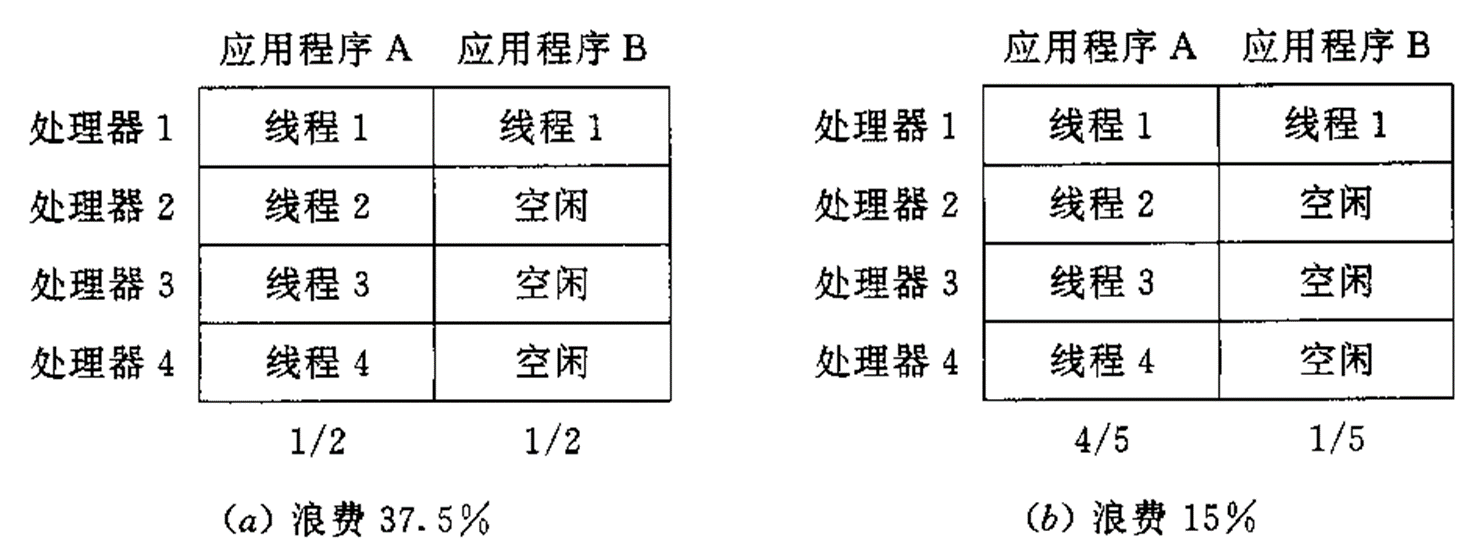 应用程序 A 应用程序 B 应用程序 A 应用程序 B
处理器 1 线程 1 线程 1 处理器 1 线程 1 线程 1
处理器 2 线程 2 空闲 处理器 2 线程 2 空闲
处理器 3 线程 3 空闲 处理器 3 线程 3 空闲
处理器 4 线程 4 空闲 处理器 4 线程 4 空闲
1/2 1/2 4/5 1/5
(a) 浪费 37.5% (b) 浪费 15%